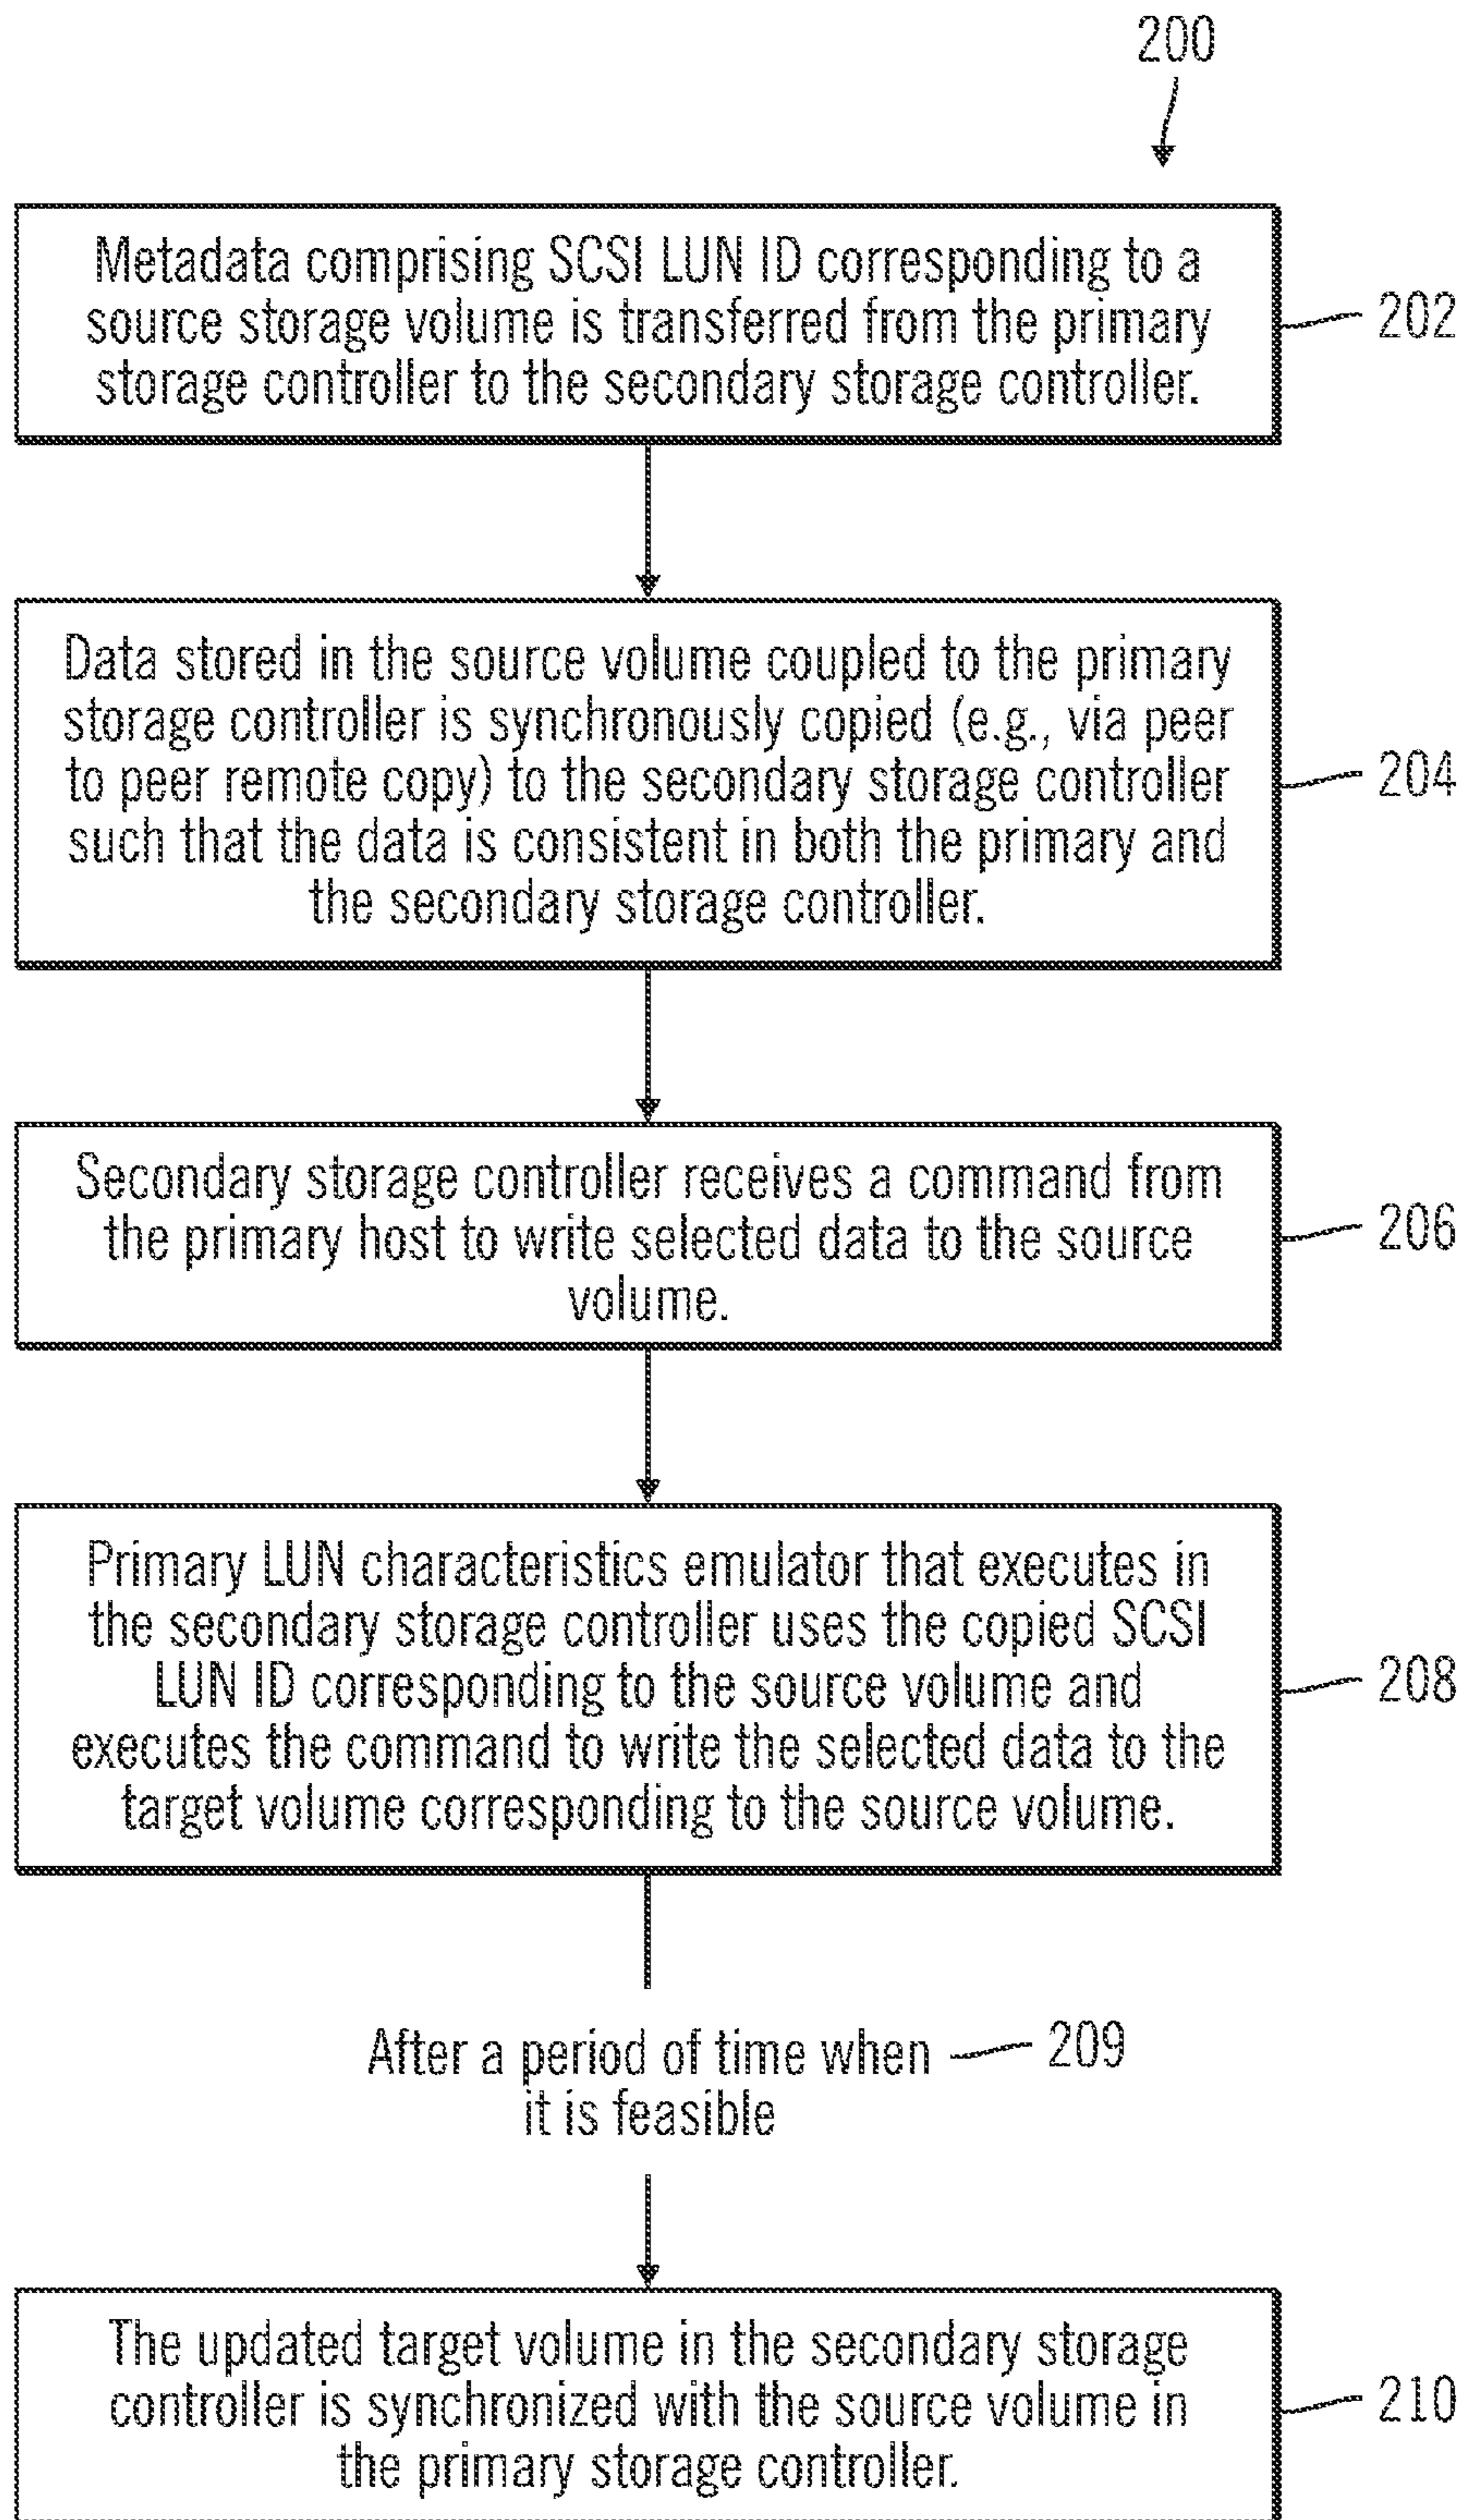 200
Metadata comprising SCSI LUN ID corresponding to a
source storage volume is transferred from the primary
storage controller to the secondary storage controller.
202
Data stored in the source volume coupled to the primary
storage controller is synchronously copied (e.g., via peer
to peer remote copy) to the secondary storage controller
such that the data is consistent in both the primary and
the secondary storage controller.
204
Secondary storage controller receives a command from
the primary host to write selected data to the source
volume.
206
Primary LUN characteristics emulator that executes in
the secondary storage controller uses the copied SCSI
LUN ID corresponding to the source volume and
executes the command to write the selected data to the
target volume corresponding to the source volume.
208
After a period of time when
it is feasible
209
The updated target volume in the secondary storage
controller is synchronized with the source volume in
the primary storage controller.
210